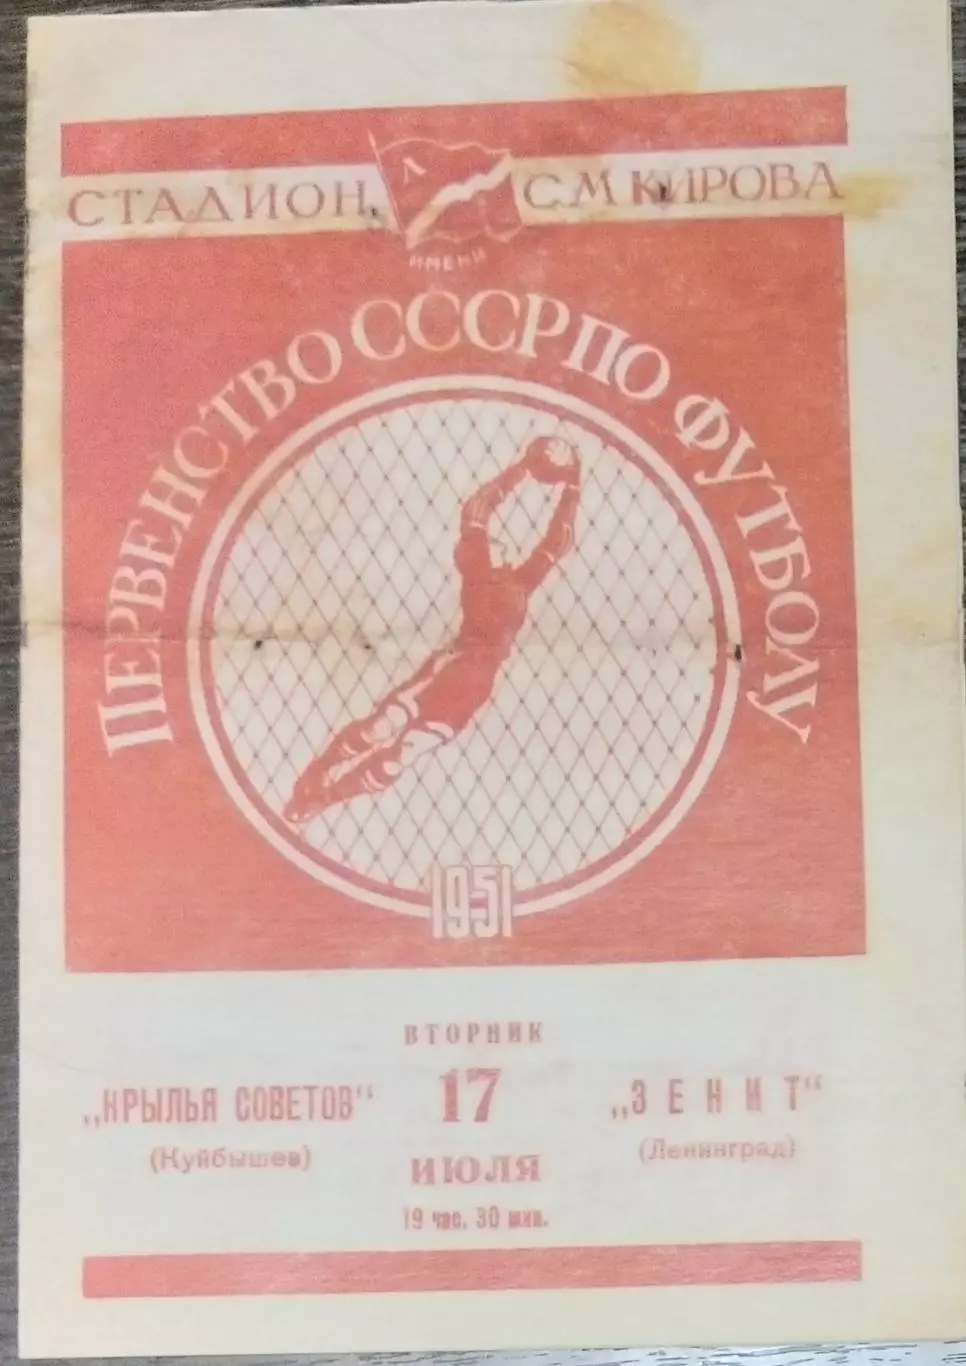 СТАДИОН С.М КИРОВА
Л
ИМЕНИ
ПЕРВЕНСТВО СССР ПО ФУТБОЛУ
1951
ВТОРНИК
„КРЫЛЬЯ СОВЕТОВ“ 17 „ЗЕНИТ“
(Куйбышев) (Ленинград)
ИЮЛЯ
19 час. 30 мин.